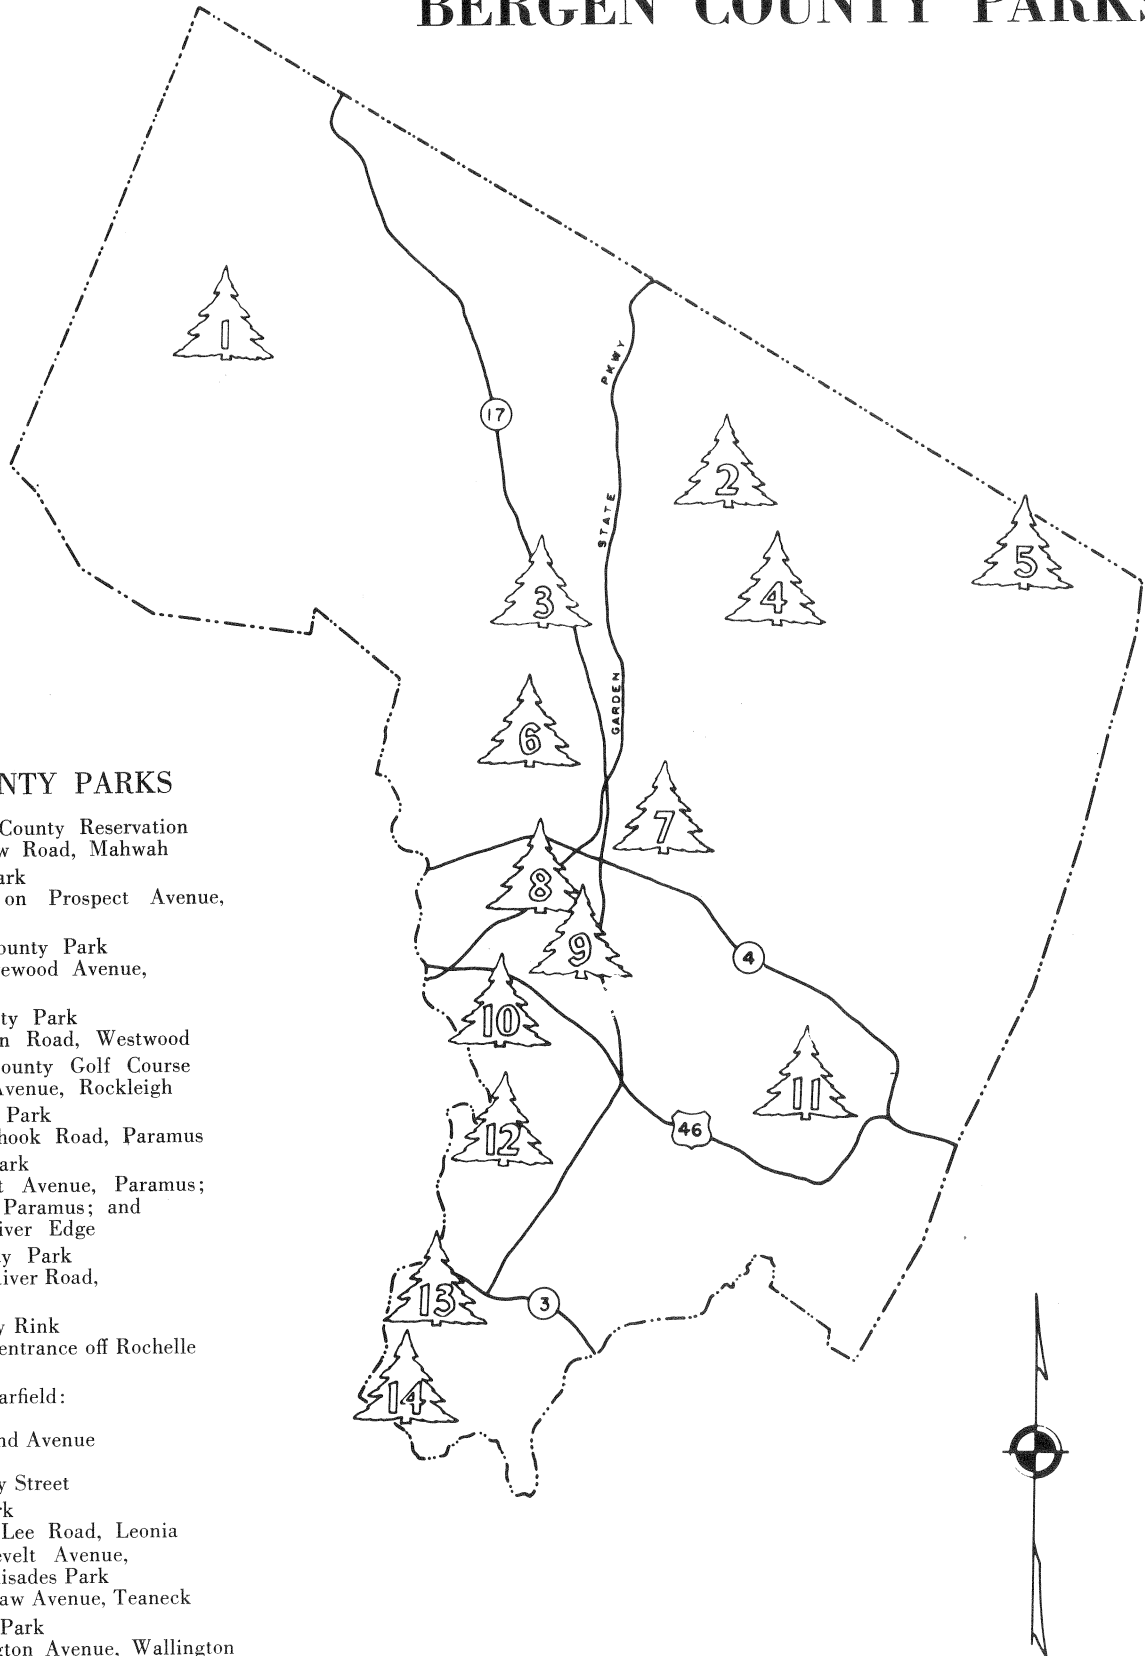 BERGEN COUNTY PARKS
1
17
PKWY
2
STATE
5
3
4
GARDEN
6
7
8
9
4
10
11
46
12
13
3
14
NTY PARKS
County Reservation
w Road, Mahwah
ark
on Prospect Avenue,
ounty Park
ewood Avenue,
ty Park
n Road, Westwood
ounty Golf Course
Avenue, Rockleigh
Park
hook Road, Paramus
ark
t Avenue, Paramus;
Paramus; and
iver Edge
y Park
River Road,
y Rink
entrance off Rochelle
arfield:
nd Avenue
y Street
rk
Lee Road, Leonia
evelt Avenue,
isades Park
aw Avenue, Teaneck
Park
gton Avenue, Wallington